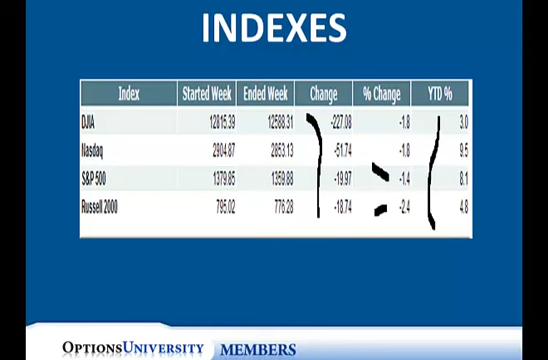 INDEXES
Index Started Week Ended Week Change % Change YTD %
DJIA 12815.39 12588.31 -227.08 -1.8 3.0
Nasdaq 2904.87 2853.13 -51.74 -1.8 9.5
S&P 500 1379.85 1359.88 -19.97 -1.4 8.1
Russell 2000 795.02 776.28 -18.74 -2.4 4.8
OPTIONSUNIVERSITY MEMBERS